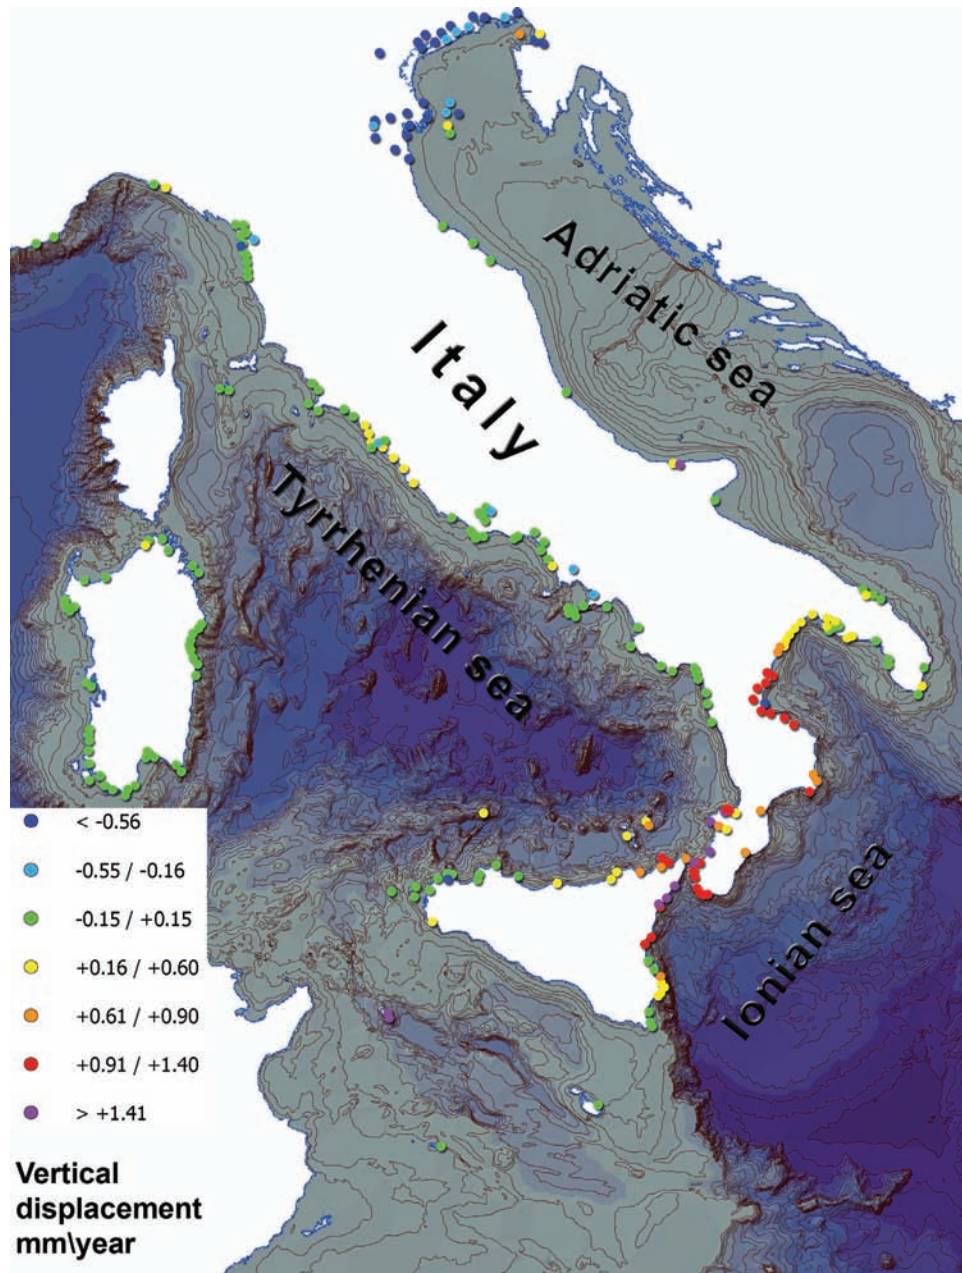 Adriatic sea
Italy
Tyrrhenian sea
Ionian sea
< -0.56
-0.55 / -0.16
-0.15 / +0.15
+0.16 / +0.60
+0.61 / +0.90
+0.91 / +1.40
> +1.41
Vertical
displacement
mm\year